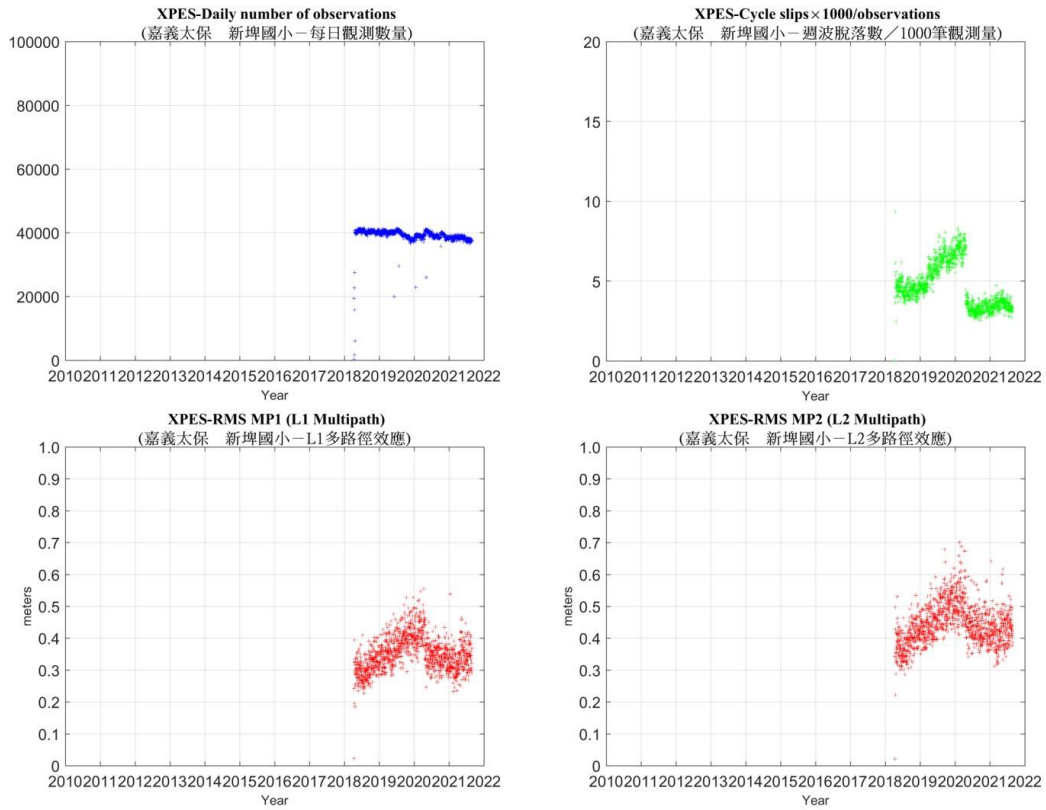 XPES-Daily number of observations
(嘉義太保　新埤國小－每日觀測數量)
100000
80000
60000
40000
20000
0
2010 2011 2012 2013 2014 2015 2016 2017 2018 2019 2020 2021 2022
Year
XPES-Cycle slips×1000/observations
(嘉義太保　新埤國小－週波脫落數／1000筆觀測量)
20
15
10
5
0
2010 2011 2012 2013 2014 2015 2016 2017 2018 2019 2020 2021 2022
Year
XPES-RMS MP1 (L1 Multipath)
(嘉義太保　新埤國小－L1多路徑效應)
1.0
0.9
0.8
0.7
0.6
0.5
0.4
0.3
0.2
0.1
0
meters
2010 2011 2012 2013 2014 2015 2016 2017 2018 2019 2020 2021 2022
Year
XPES-RMS MP2 (L2 Multipath)
(嘉義太保　新埤國小－L2多路徑效應)
1.0
0.9
0.8
0.7
0.6
0.5
0.4
0.3
0.2
0.1
0
meters
2010 2011 2012 2013 2014 2015 2016 2017 2018 2019 2020 2021 2022
Year